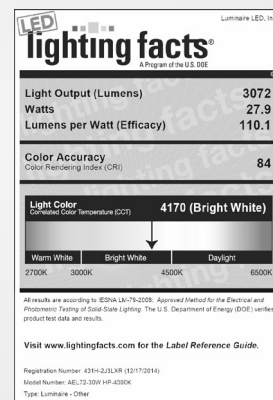 Luminaire LED, In
LED
lighting facts®
A Program of the U.S. DOE
Light Output (Lumens) 3072
Watts 27.9
Lumens per Watt (Efficacy) 110.1
Color Accuracy 84
Color Rendering Index (CRI)
Light Color 4170 (Bright White)
Correlated Color Temperature (CCT)
Warm White Bright White Daylight
2700K 3000K 4500K 6500K
All results are according to IESNA LM-79-2008: Approved Method for the Electrical and
Photometric Testing of Solid-State Lighting. The U.S. Department of Energy (DOE) verifies
product test data and results.
Visit www.lightingfacts.com for the Label Reference Guide.
Registration Number: 431H-2J3LXR (12/17/2014)
Model Number: AEL72-30W HP-4000K
Type: Luminaire - Other